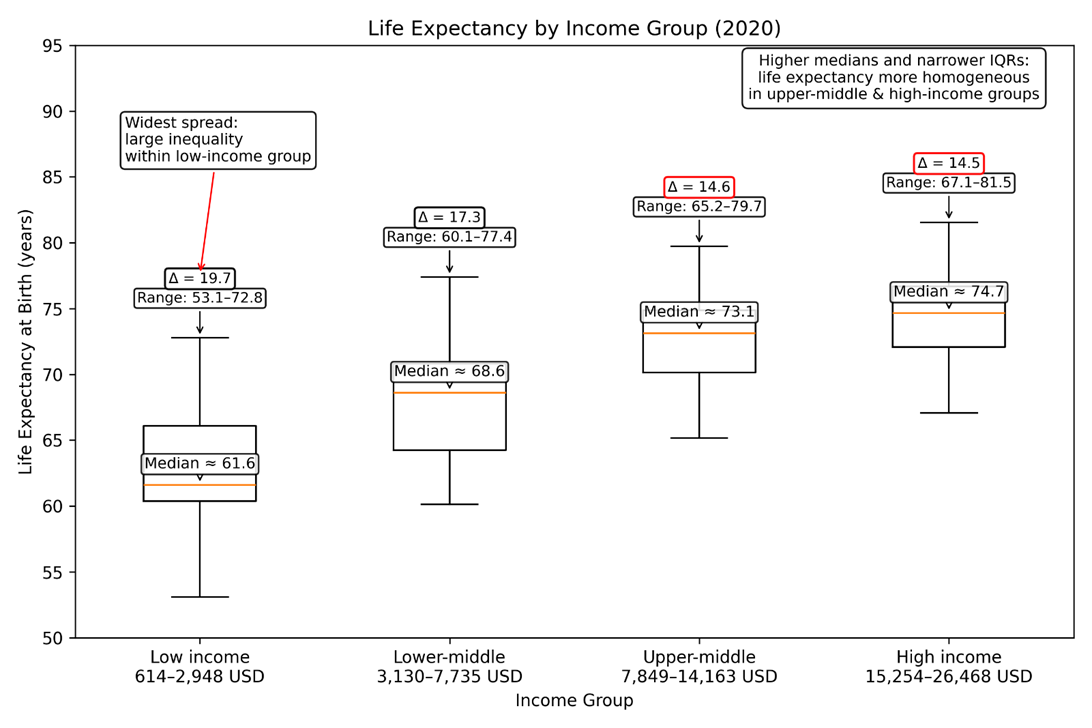 Life Expectancy by Income Group (2020)
Higher medians and narrower IQRs:
life expectancy more homogeneous
in upper-middle & high-income groups
Widest spread:
large inequality
within low-income group
Δ = 19.7
Range: 53.1–72.8
Median ≈ 61.6
Δ = 17.3
Range: 60.1–77.4
Median ≈ 68.6
Δ = 14.6
Range: 65.2–79.7
Median ≈ 73.1
Δ = 14.5
Range: 67.1–81.5
Median ≈ 74.7
Life Expectancy at Birth (years)
95
90
85
80
75
70
65
60
55
50
Low income
614–2,948 USD
Lower-middle
3,130–7,735 USD
Upper-middle
7,849–14,163 USD
High income
15,254–26,468 USD
Income Group